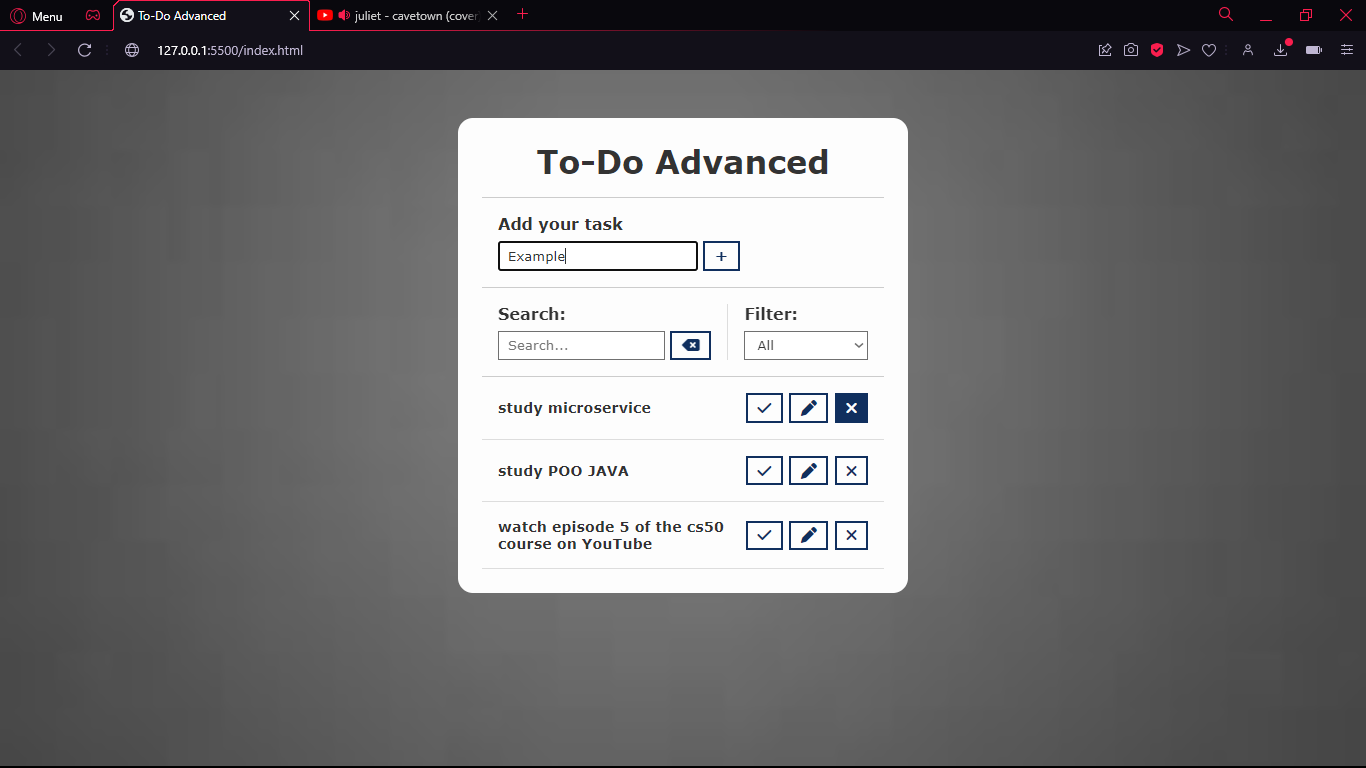 Menu
To-Do Advanced
juliet - cavetown (cover
127.0.0.1:5500/index.html
To-Do Advanced
Add your task
Example
+
Search:
Filter:
Search...
All
study microservice
study POO JAVA
watch episode 5 of the cs50
course on YouTube